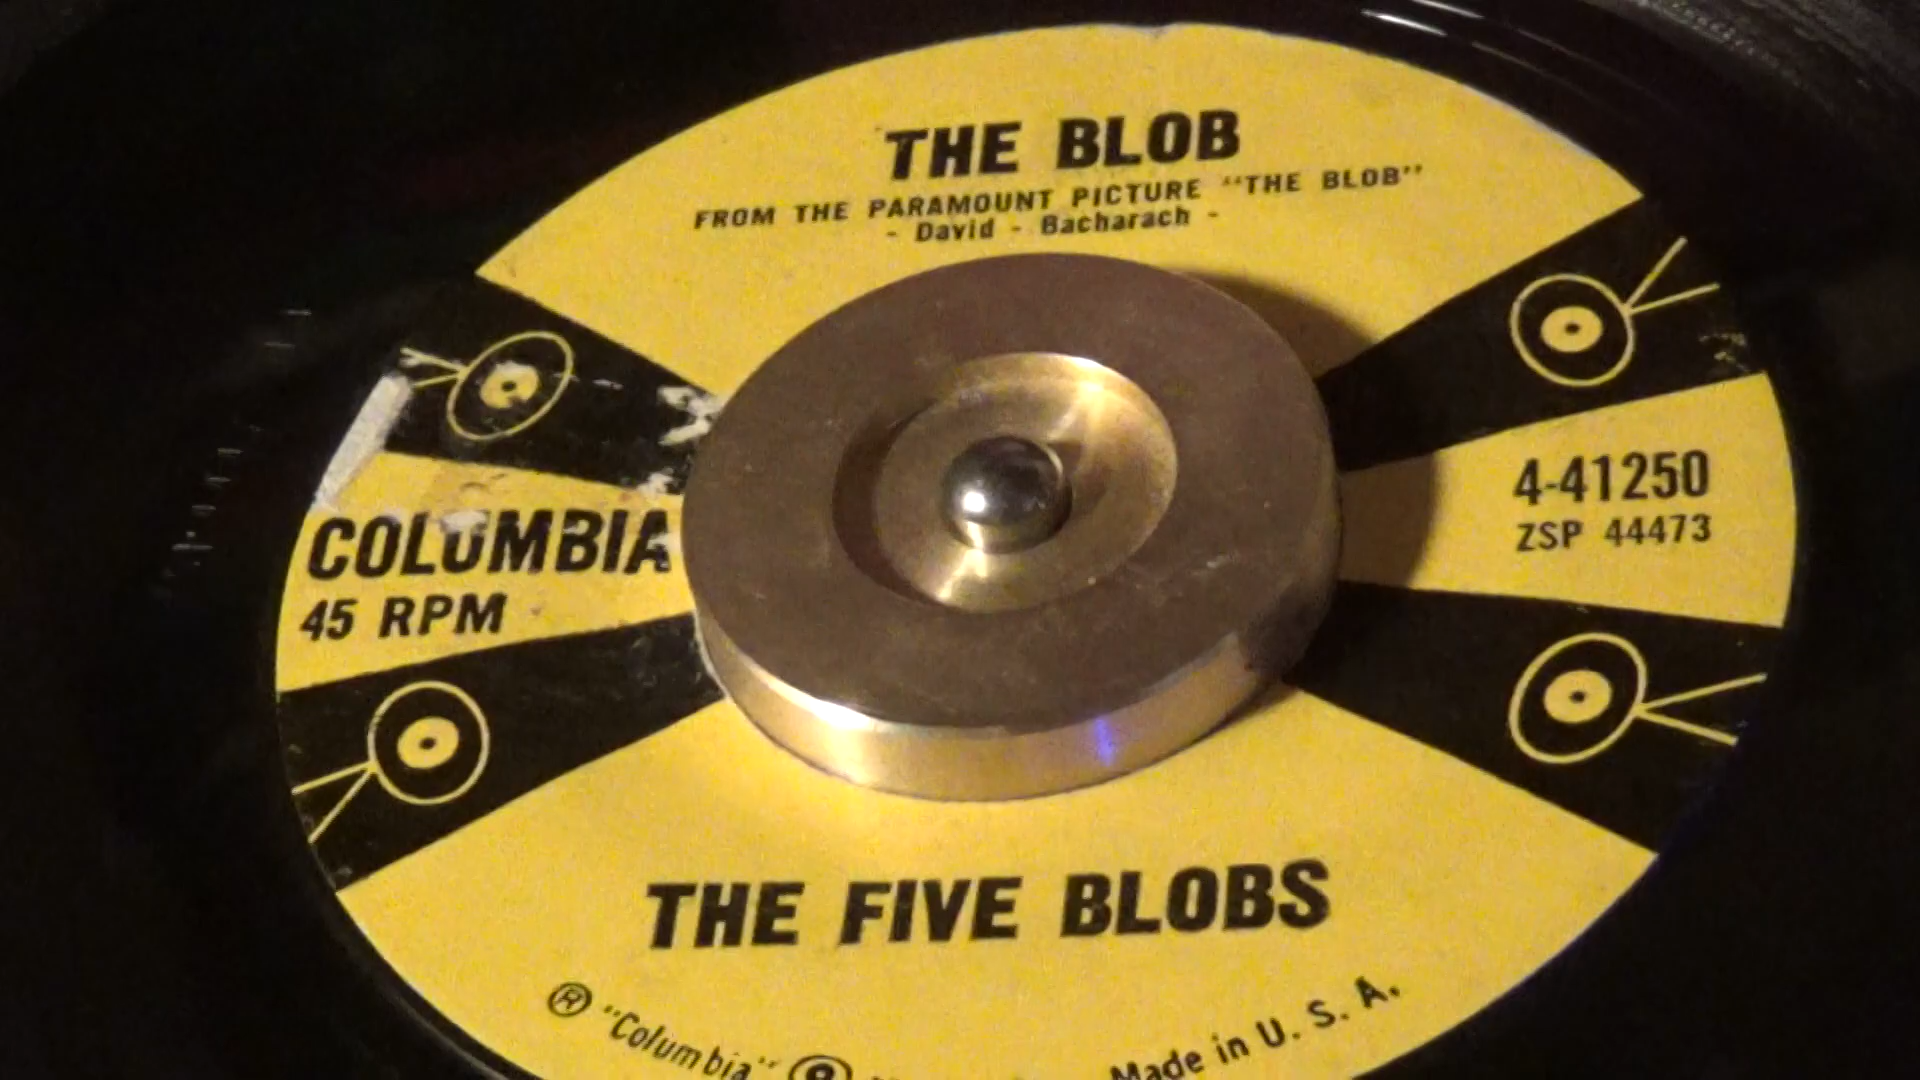 THE BLOB
FROM THE PARAMOUNT PICTURE "THE BLOB"
- David - Bacharach -
COLUMBIA
45 RPM
4-41250
ZSP 44473
THE FIVE BLOBS
® "Columbia"
Made in U. S. A.